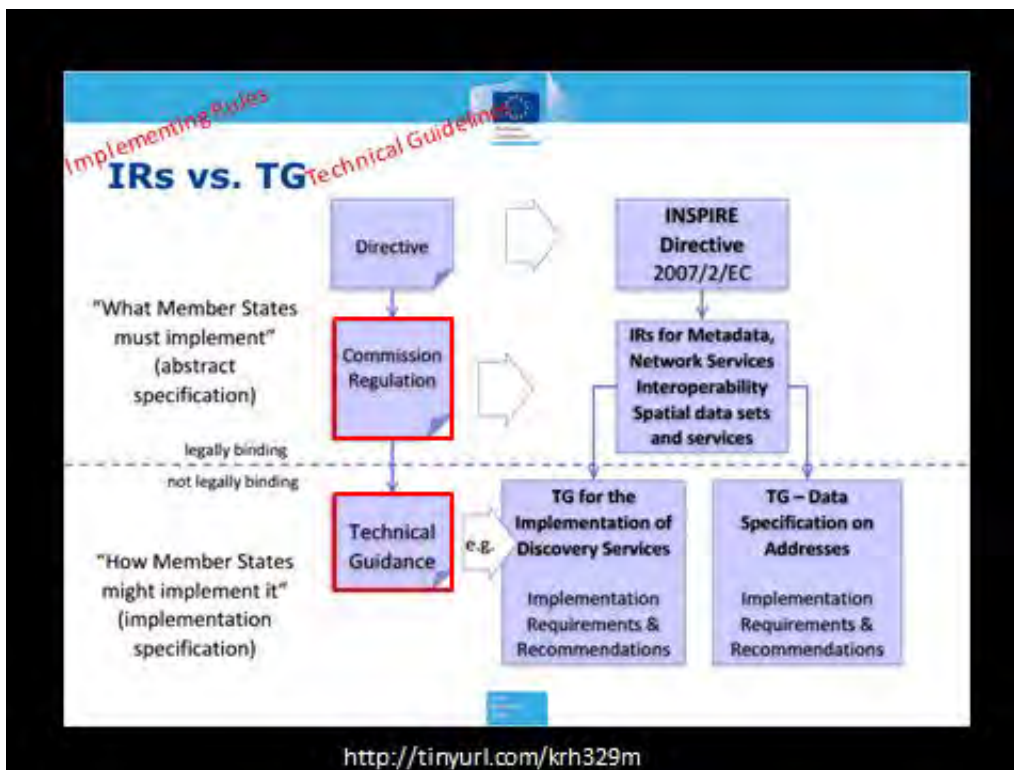 Implementing Rules
Technical Guidelines
IRs vs. TG
Directive
INSPIRE
Directive
2007/2/EC
"What Member States
must implement"
(abstract
specification)
Commission
Regulation
IRs for Metadata,
Network Services
Interoperability
Spatial data sets
and services
legally binding
not legally binding
"How Member States
might implement it"
(implementation
specification)
Technical
Guidance
e.g.
TG for the
Implementation of
Discovery Services
Implementation
Requirements &
Recommendations
TG – Data
Specification on
Addresses
Implementation
Requirements &
Recommendations
http://tinyurl.com/krh329m